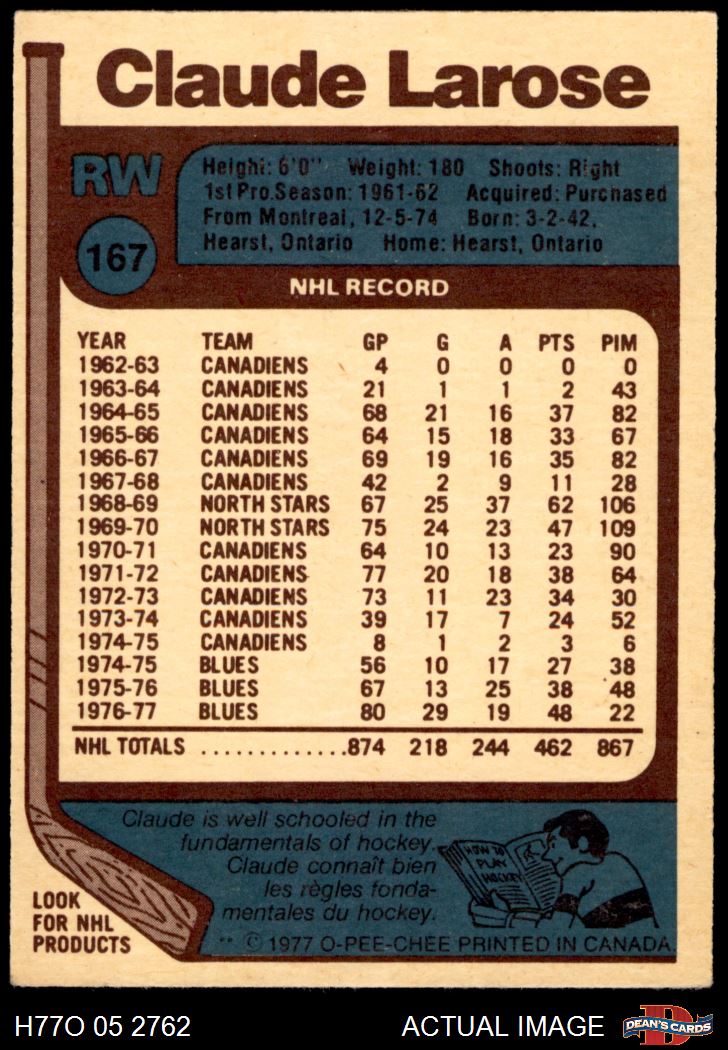 Claude Larose
RW
Height: 6'0" Weight: 180 Shoots: Right
1st Pro.Season: 1961-62 Acquired: Purchased
From Montreal, 12-5-74 Born: 3-2-42,
Hearst, Ontario Home: Hearst, Ontario
167
NHL RECORD
YEAR TEAM GP G A PTS PIM
1962-63 CANADIENS 4 0 0 0 0
1963-64 CANADIENS 21 1 1 2 43
1964-65 CANADIENS 68 21 16 37 82
1965-66 CANADIENS 64 15 18 33 67
1966-67 CANADIENS 69 19 16 35 82
1967-68 CANADIENS 42 2 9 11 28
1968-69 NORTH STARS 67 25 37 62 106
1969-70 NORTH STARS 75 24 23 47 109
1970-71 CANADIENS 64 10 13 23 90
1971-72 CANADIENS 77 20 18 38 64
1972-73 CANADIENS 73 11 23 34 30
1973-74 CANADIENS 39 17 7 24 52
1974-75 CANADIENS 8 1 2 3 6
1974-75 BLUES 56 10 17 27 38
1975-76 BLUES 67 13 25 38 48
1976-77 BLUES 80 29 19 48 22
NHL TOTALS .............874 218 244 462 867
Claude is well schooled in the
fundamentals of hockey.
Claude connaît bien
les règles fonda-
mentales du hockey.
HOW TO
PLAY
HOCKEY
LOOK
FOR NHL
PRODUCTS
** © 1977 O-PEE-CHEE PRINTED IN CANADA.
H77O 05 2762 ACTUAL IMAGE
D
DEAN'S CARDS